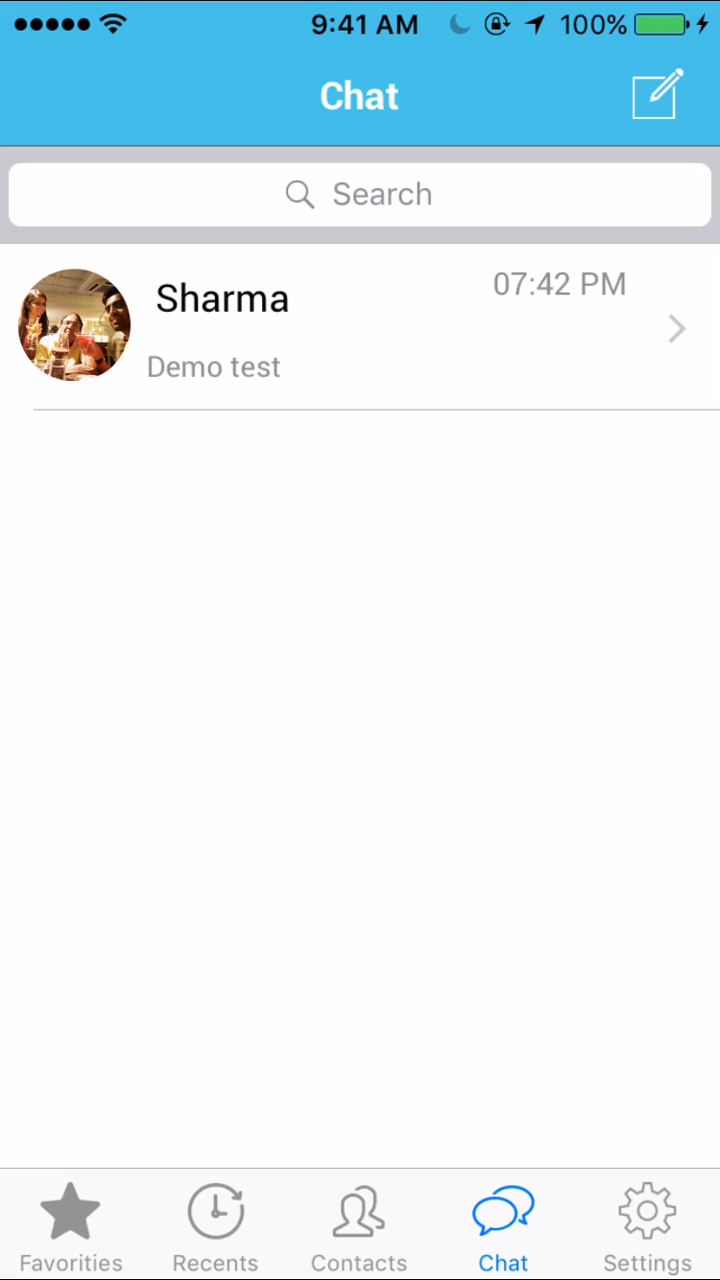 9:41 AM 100%
Chat
Search
Sharma 07:42 PM
Demo test
Favorities Recents Contacts Chat Settings